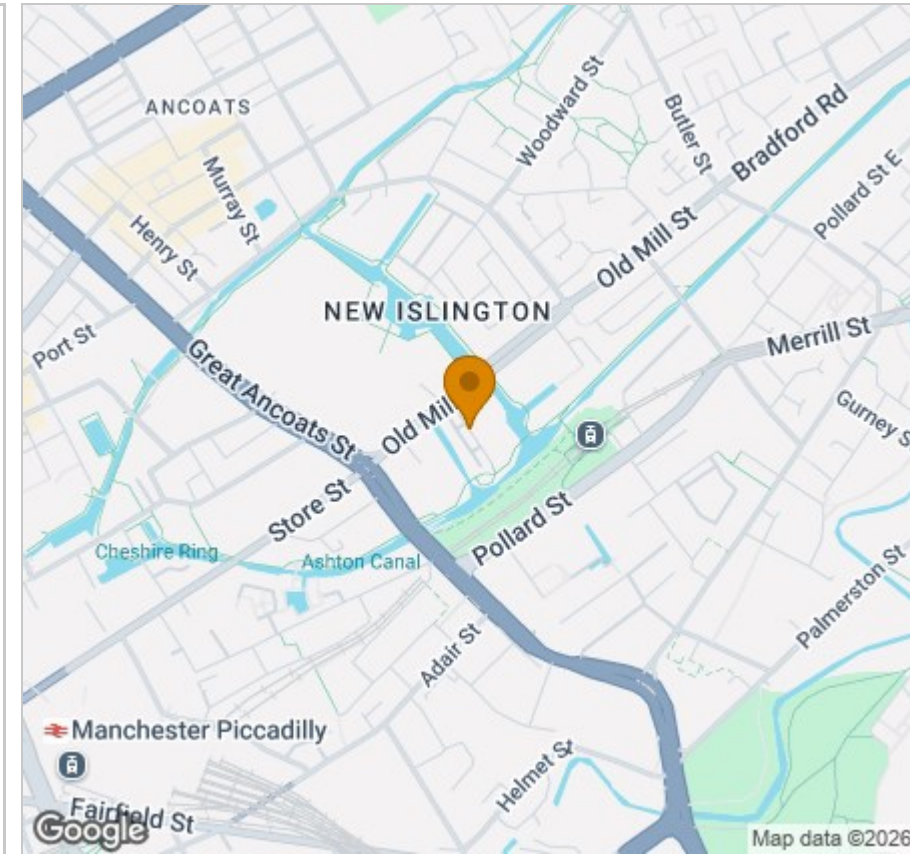 ANCOATS
Woodward St
Butler St
Bradford Rd
Murray St
Henry St
Pollard St E
Old Mill St
NEW ISLINGTON
Port St
Merrill St
Great Ancoats St
Old Mill
Gurney S
Store St
Pollard St
Cheshire Ring
Ashton Canal
Palmerston St
Adair St
Manchester Piccadilly
Helmet St
Fairfield St
Google
Map data ©2026